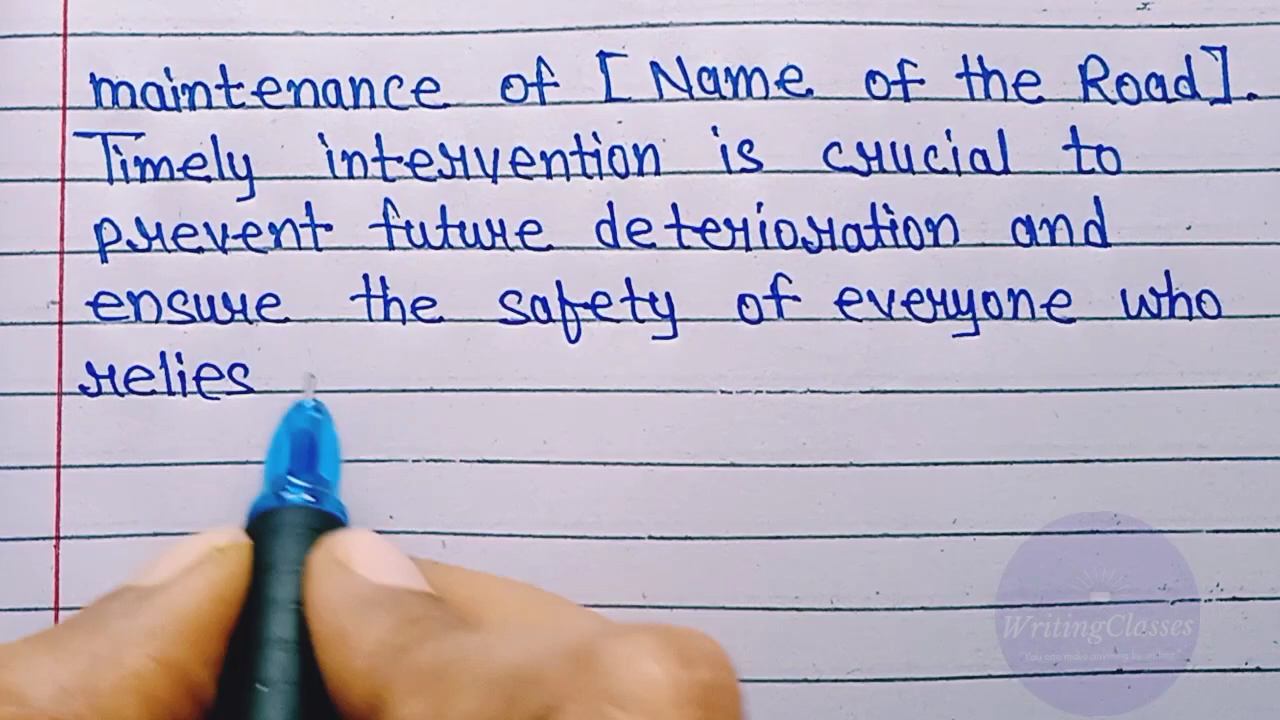 maintenance of [Name of the Road].
Timely intervention is crucial to
prevent future deterioration and
ensure the safety of everyone who
relies
WritingClasses